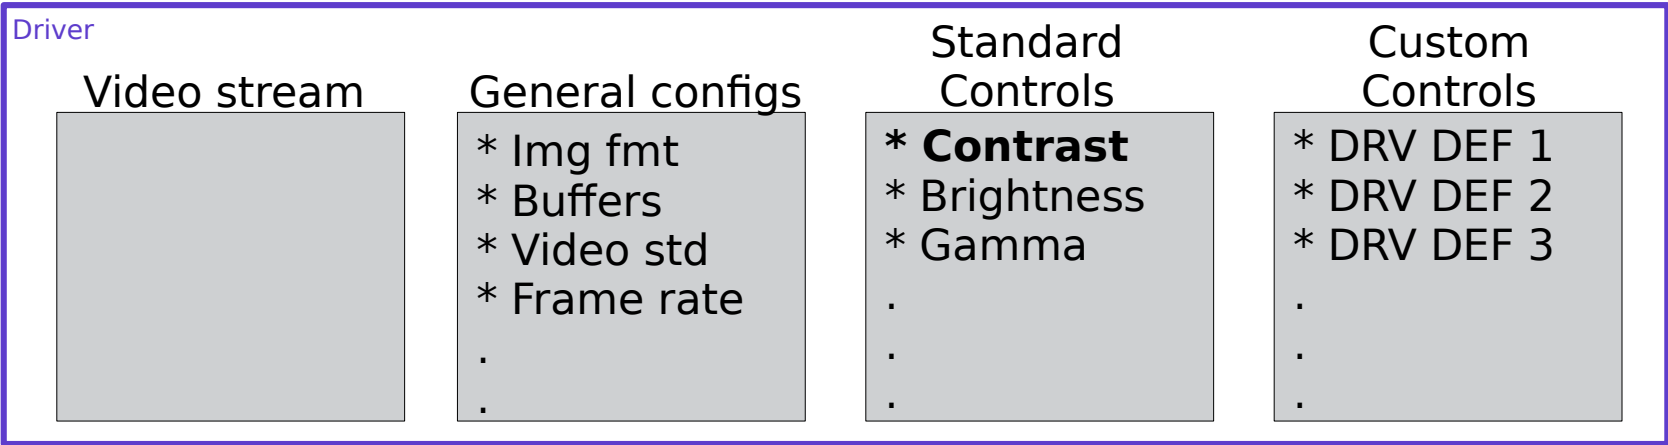 Driver
Video stream
General configs
* Img fmt
* Buffers
* Video std
* Frame rate
.
.
Standard
Controls
* Contrast
* Brightness
* Gamma
.
.
.
Custom
Controls
* DRV DEF 1
* DRV DEF 2
* DRV DEF 3
.
.
.